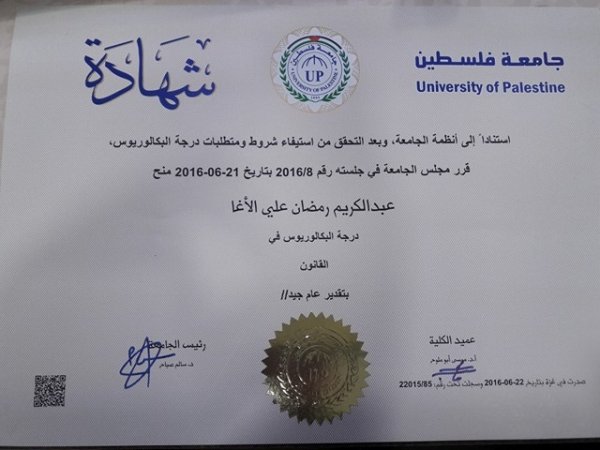 شهادة
جامعة فلسطين
University of Palestine
جامعة فلسطين
UP
UNIVERSITY OF PALESTINE
استناداً إلى أنظمة الجامعة، وبعد التحقق من استيفاء شروط ومتطلبات درجة البكالوريوس،
قرر مجلس الجامعة في جلسته رقم 2016/8 بتاريخ 21-06-2016 منح
عبدالكريم رمضان علي الأغا
درجة البكالوريوس في
القانون
بتقدير عام جيد//
عميد الكلية
أ.د. موسى أبوملوح
رئيس الجامعة
د. سالم صباح
صدرت في غزة بتاريخ 22-06-2016 وسجلت تحت رقم: 22015/85